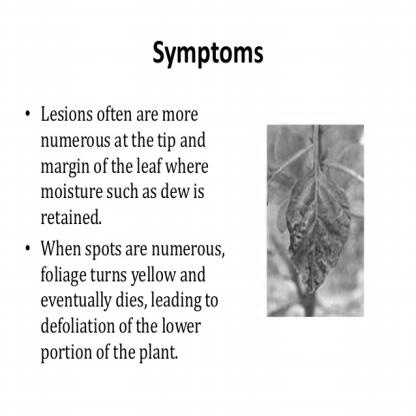 Symptoms
• Lesions often are more
numerous at the tip and
margin of the leaf where
moisture such as dew is
retained.
• When spots are numerous,
foliage turns yellow and
eventually dies, leading to
defoliation of the lower
portion of the plant.